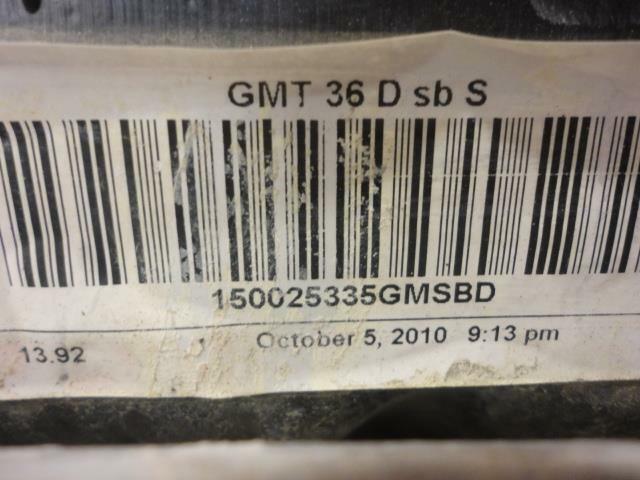 GMT 36 D sb S
150025335GMSBD
October 5, 2010 9:13 pm
13.92